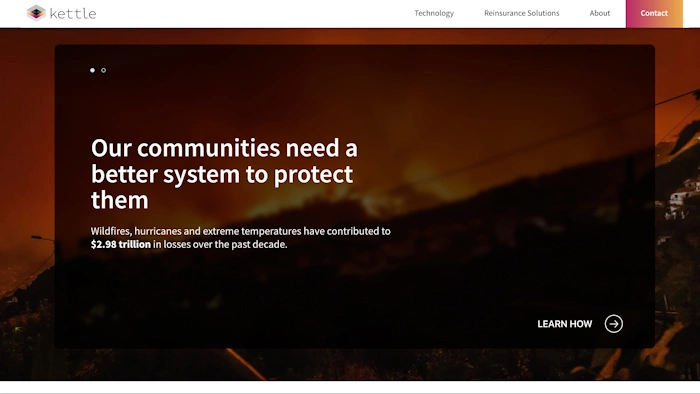 kettle
Technology
Reinsurance Solutions
About
Contact
Our communities need a
better system to protect
them
Wildfires, hurricanes and extreme temperatures have contributed to
$2.98 trillion in losses over the past decade.
LEARN HOW